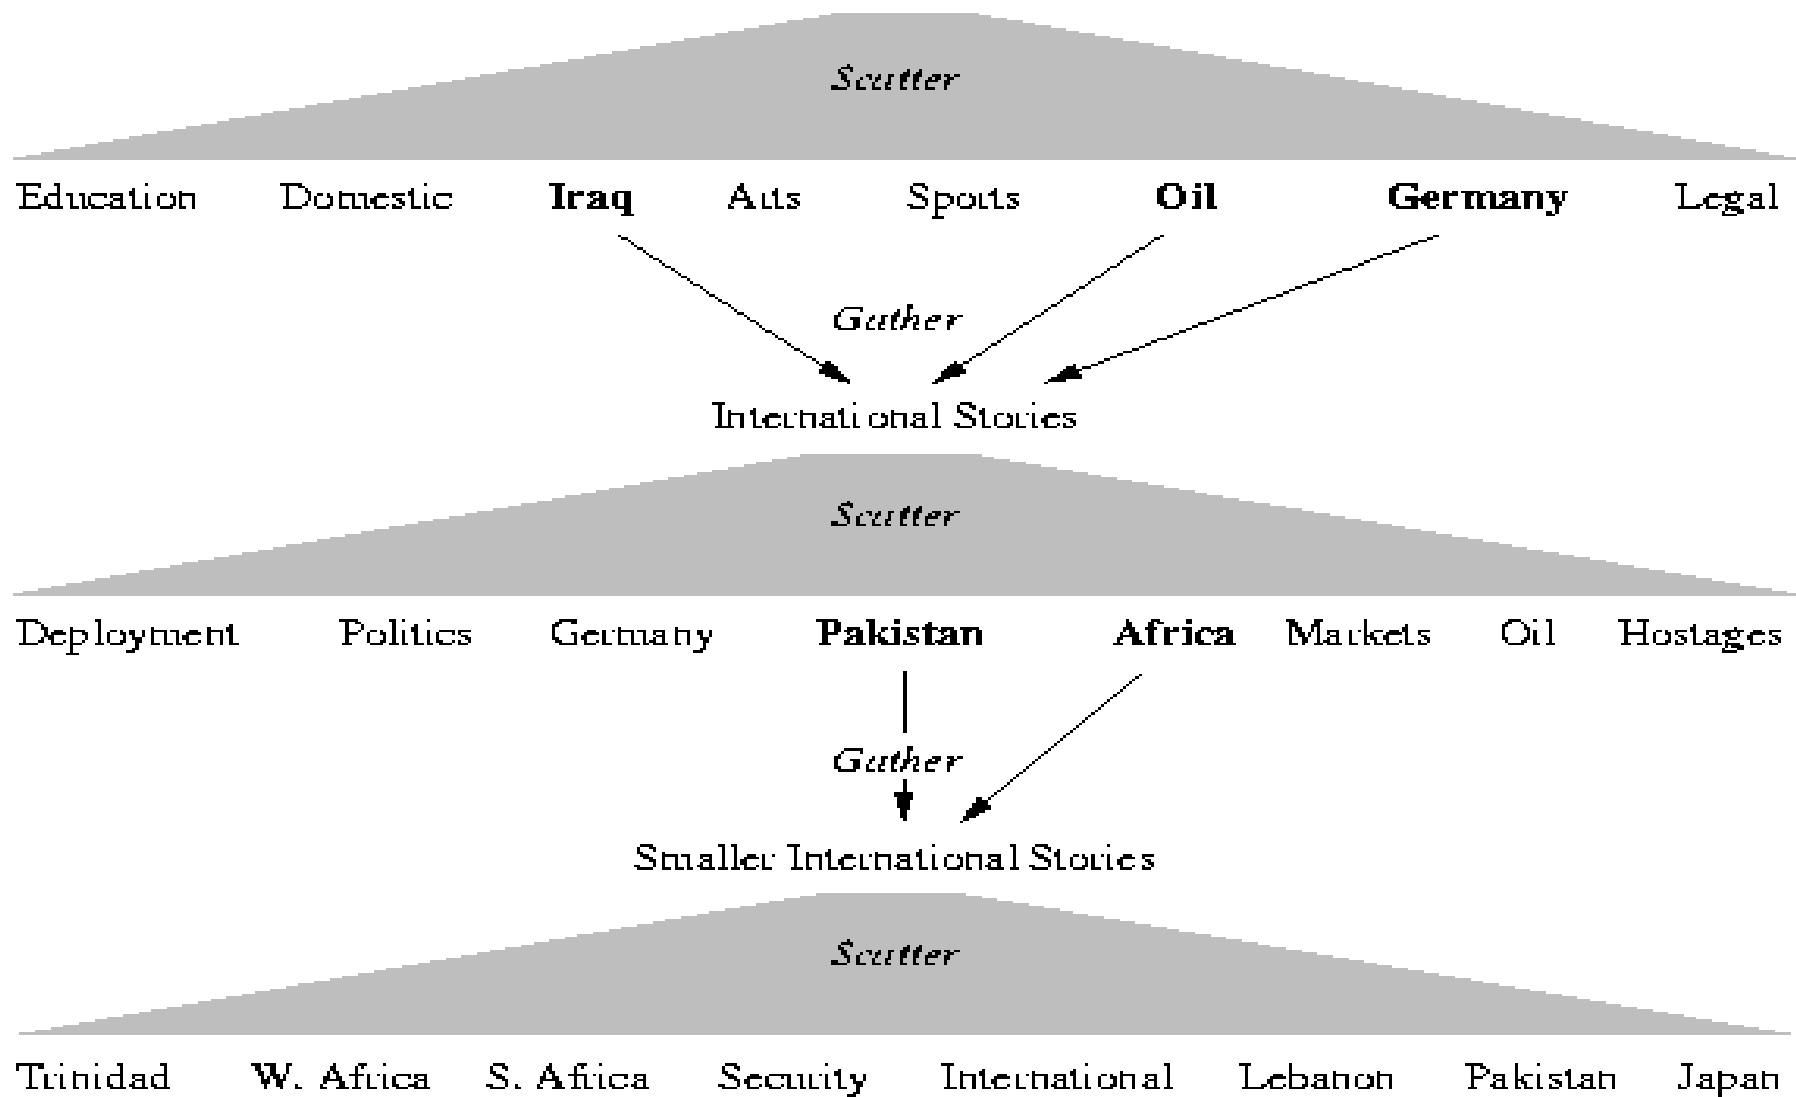 Scatter
Education Domestic Iraq Arts Sports Oil Germany Legal
Gather
International Stories
Scatter
Deployment Politics Germany Pakistan Africa Markets Oil Hostages
Gather
Smaller International Stories
Scatter
Trinidad W. Africa S. Africa Security International Lebanon Pakistan Japan